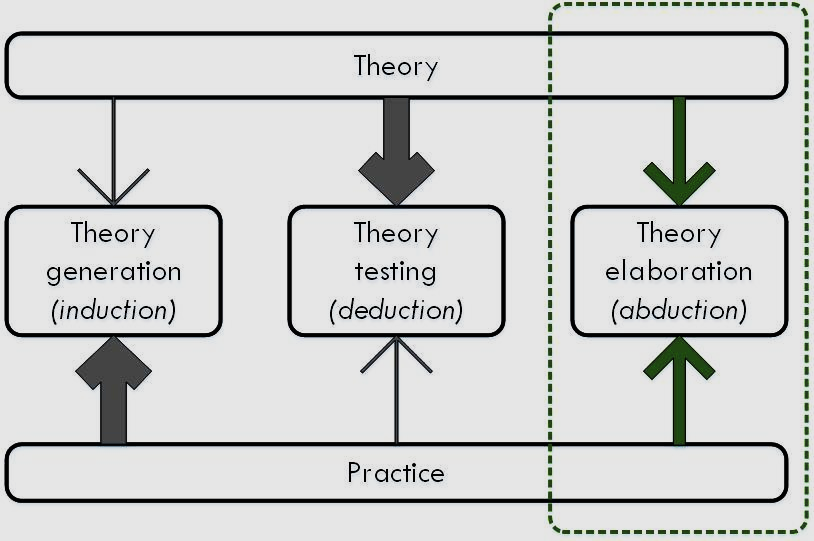 Theory
Theory
generation
(induction)
Theory
testing
(deduction)
Theory
elaboration
(abduction)
Practice